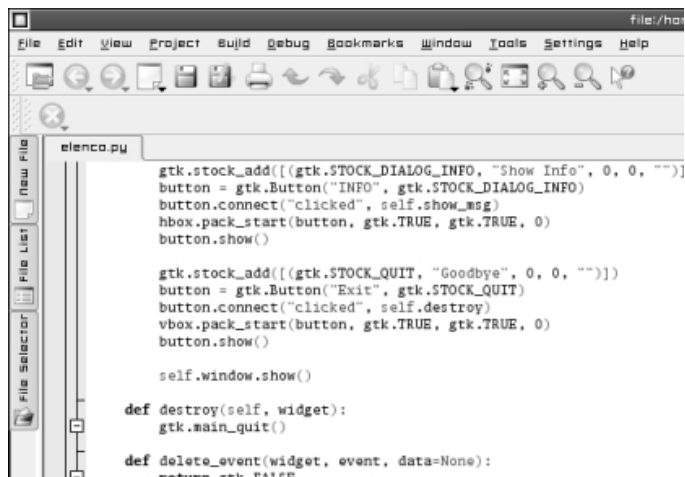 file:/hor
File Edit View Project Build Debug Bookmarks Window Tools Settings Help
elenco.py
New File
File List
File Selector
gtk.stock_add([(gtk.STOCK_DIALOG_INFO, "Show Info", 0, 0, "")]
button = gtk.Button("INFO", gtk.STOCK_DIALOG_INFO)
button.connect("clicked", self.show_msg)
hbox.pack_start(button, gtk.TRUE, gtk.TRUE, 0)
button.show()
gtk.stock_add([(gtk.STOCK_QUIT, "Goodbye", 0, 0, "")])
button = gtk.Button("Exit", gtk.STOCK_QUIT)
button.connect("clicked", self.destroy)
vbox.pack_start(button, gtk.TRUE, gtk.TRUE, 0)
button.show()
self.window.show()
def destroy(self, widget):
gtk.main_quit()
def delete_event(widget, event, data=None):
return gtk.FALSE